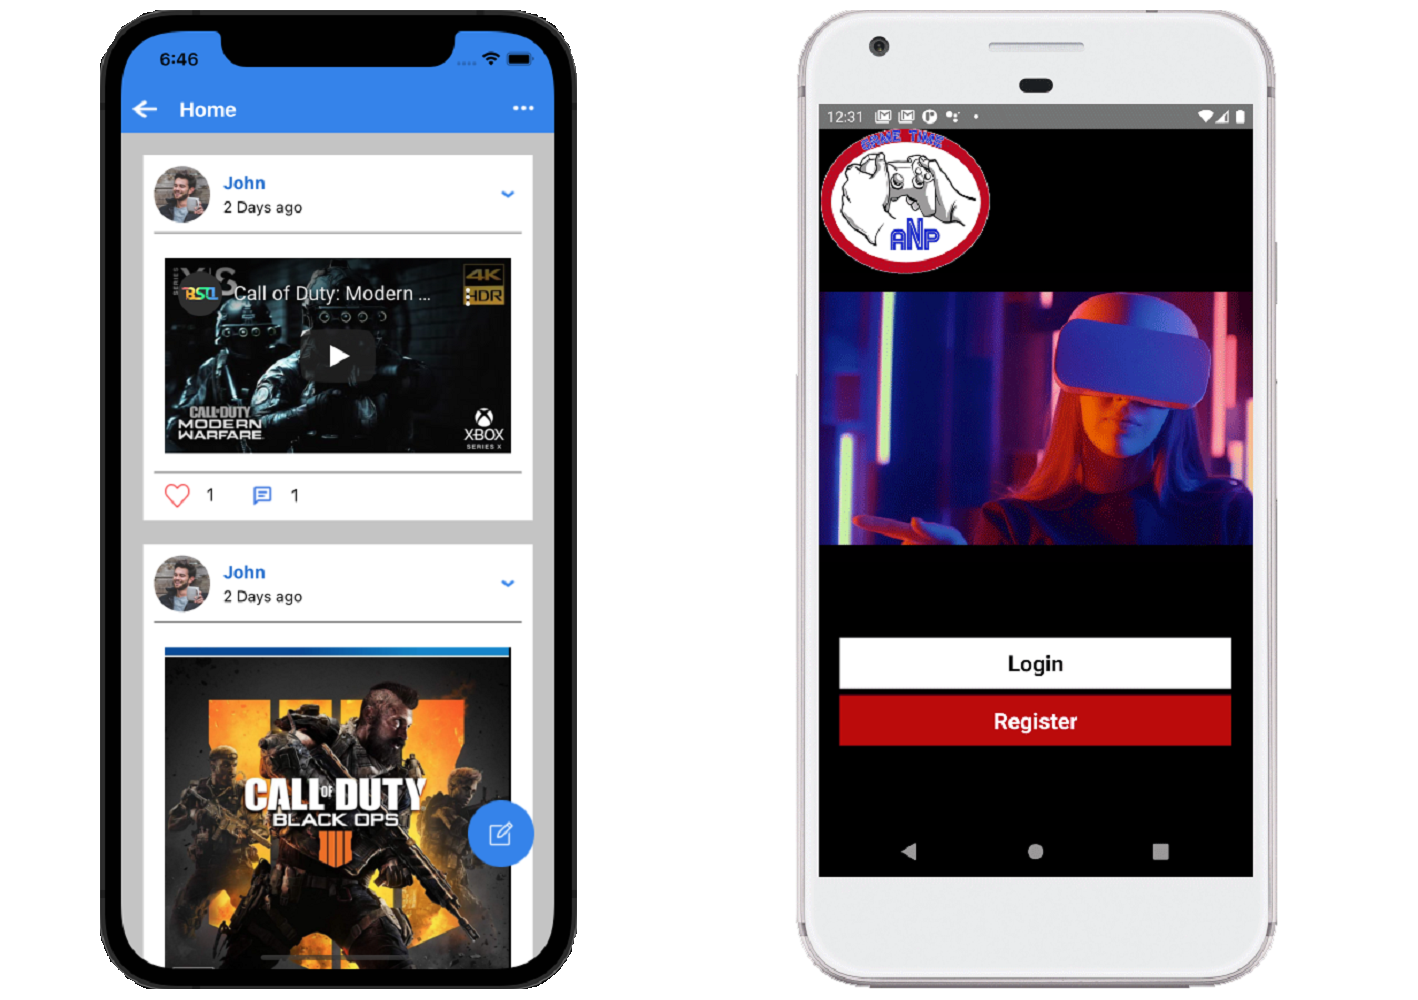 6:46
Home
John
2 Days ago
SERIES
X|S
4K
HDR
Call of Duty: Modern ...
CALL OF DUTY
MODERN
WARFARE
XBOX
SERIES X
1
1
John
2 Days ago
CALL OF DUTY
BLACK OPS
IIII
12:31
GAME TALK
ANP
Login
Register